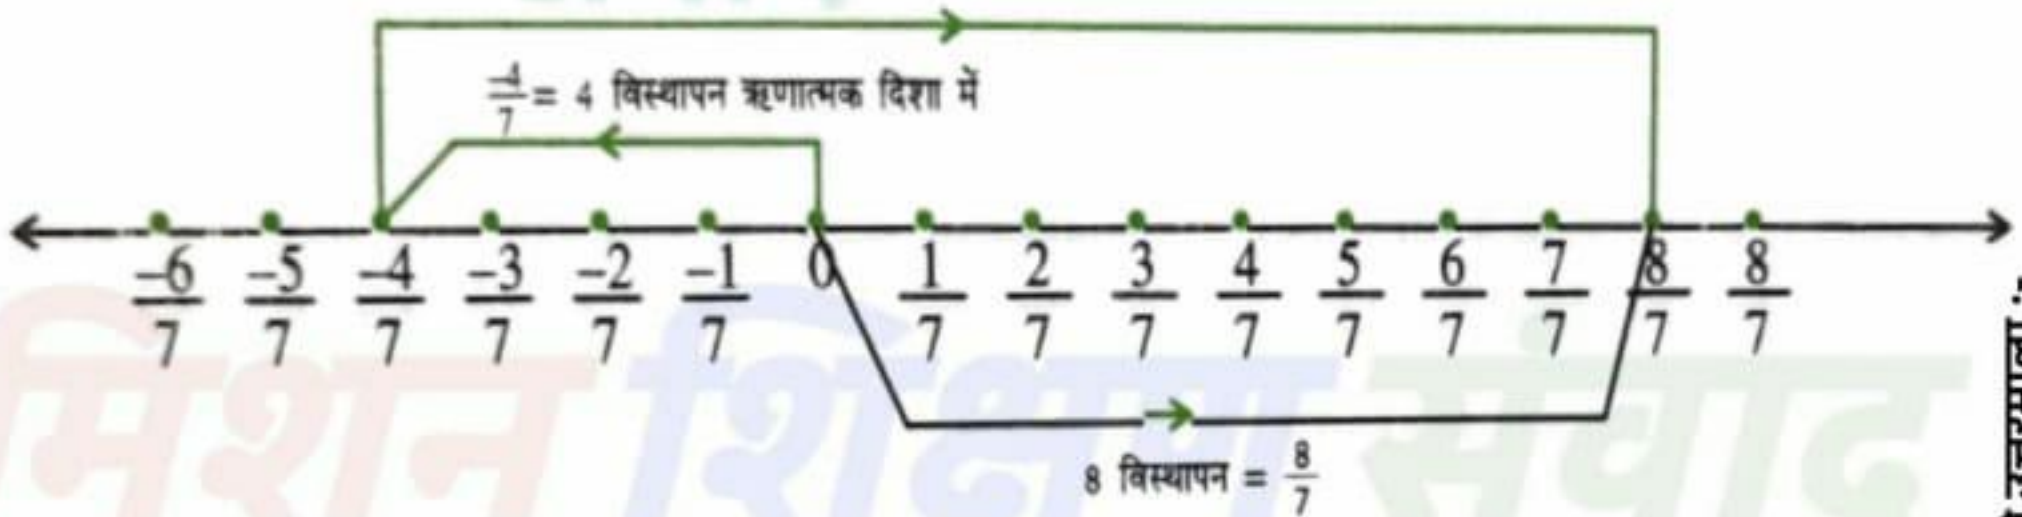 -4/7 = 4 विस्थापन ऋणात्मक दिशा में
-6/7 -5/7 -4/7 -3/7 -2/7 -1/7 0 1/7 2/7 3/7 4/7 5/7 6/7 7/7 8/7 8/7
8 विस्थापन = 8/7
मिशन शिक्षण संवाद